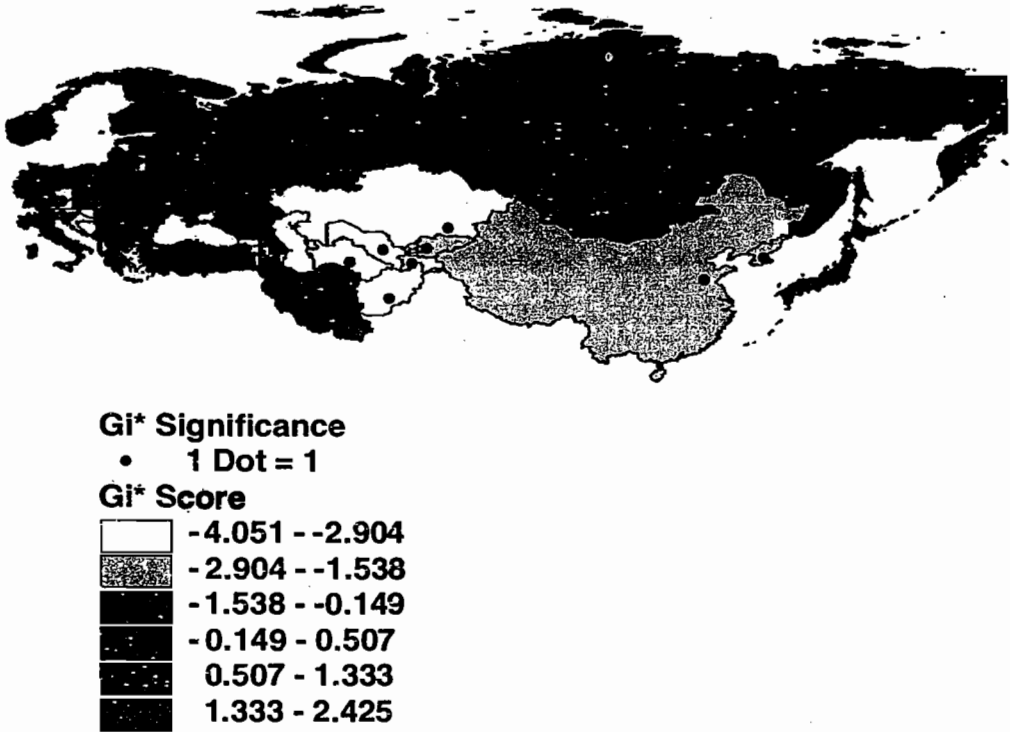 Gi* Significance
1 Dot = 1
Gi* Score
-4.051 - -2.904
-2.904 - -1.538
-1.538 - -0.149
-0.149 - 0.507
0.507 - 1.333
1.333 - 2.425